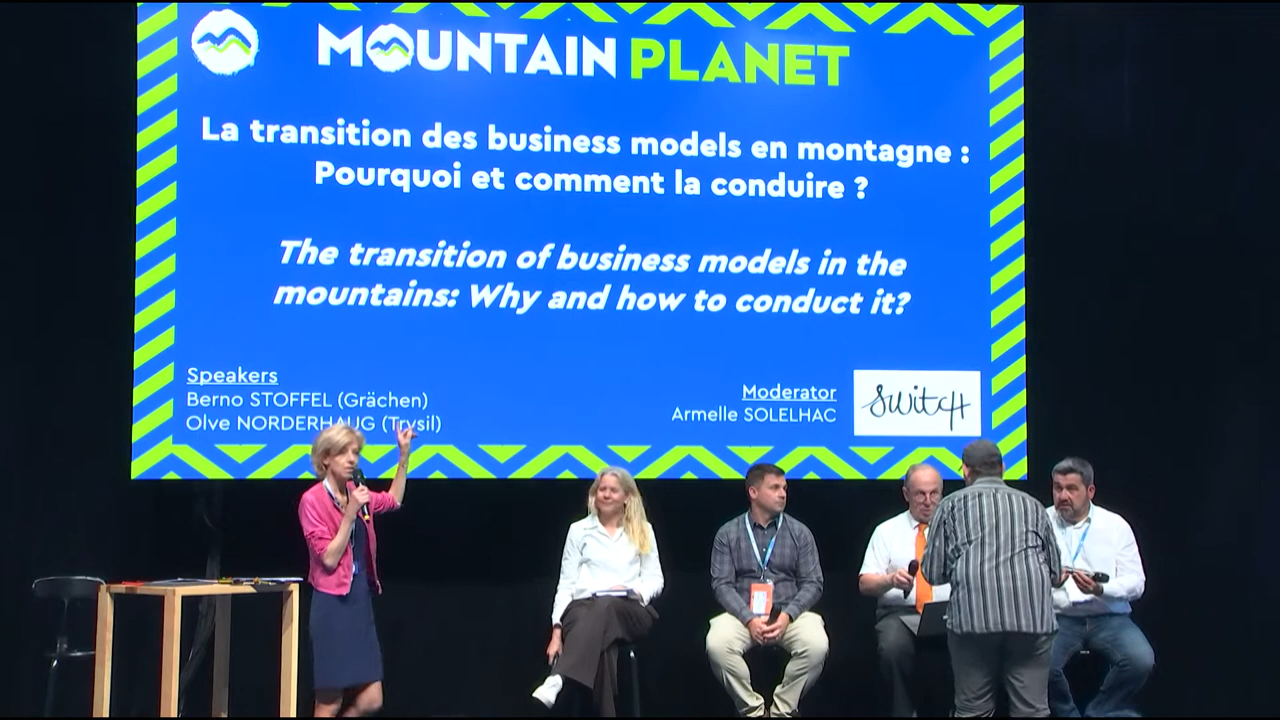 MOUNTAIN PLANET
La transition des business models en montagne :
Pourquoi et comment la conduire ?
The transition of business models in the
mountains: Why and how to conduct it?
Speakers
Berno STOFFEL (Grächen)
Olve NORDERHAUG (Trysil)
Moderator
Armelle SOLELHAC
switch